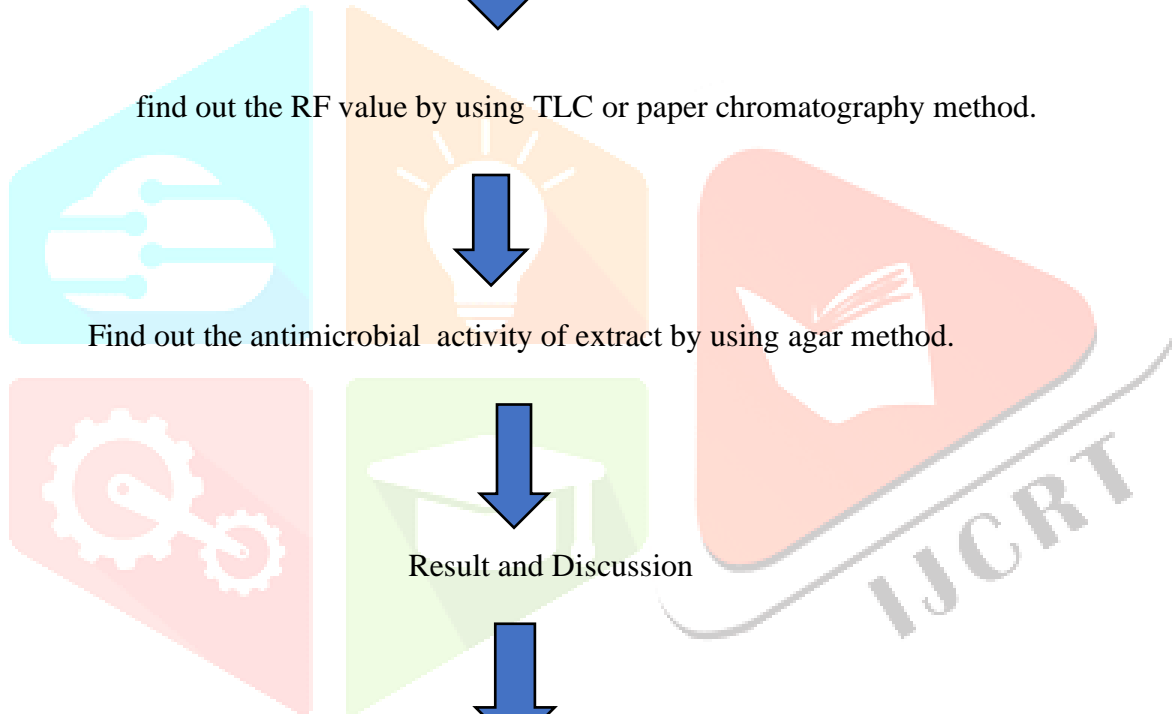 find out the RF value by using TLC or paper chromatography method.
Find out the antimicrobial activity of extract by using agar method.
Result and Discussion
IJCRT